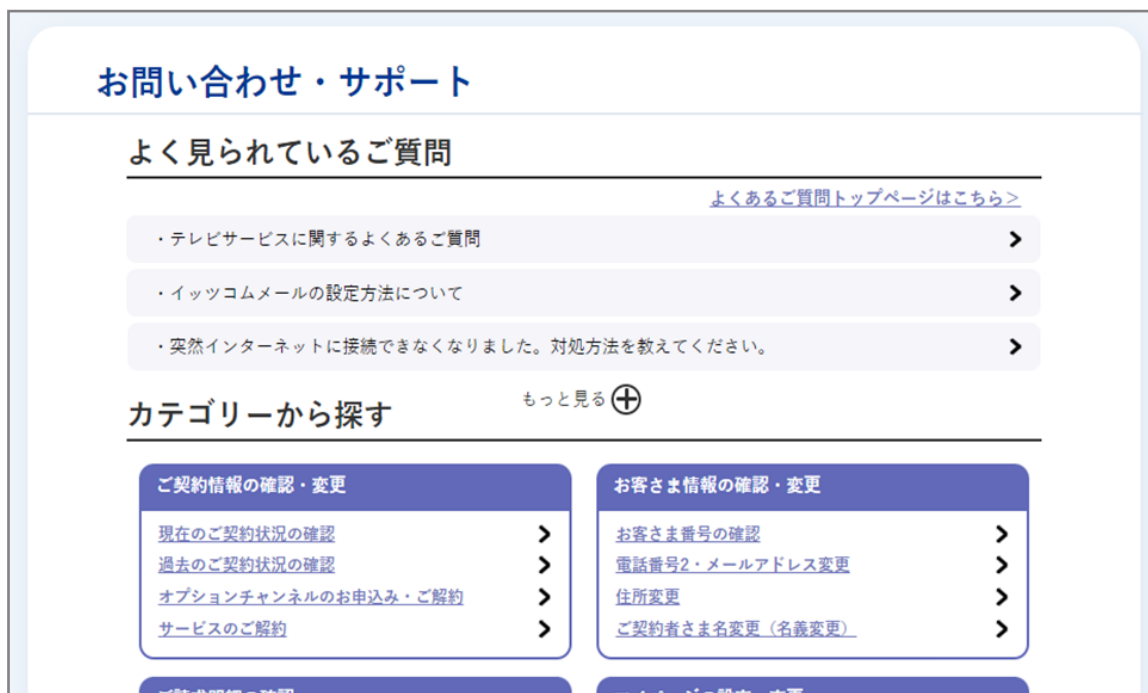 お問い合わせ・サポート
よく見られているご質問
よくあるご質問トップページはこちら＞
・テレビサービスに関するよくあるご質問
・イッツコムメールの設定方法について
・突然インターネットに接続できなくなりました。対処方法を教えてください。
もっと見る
カテゴリーから探す
ご契約情報の確認・変更
現在のご契約状況の確認
過去のご契約状況の確認
オプションチャンネルのお申込み・ご解約
サービスのご解約
お客さま情報の確認・変更
お客さま番号の確認
電話番号2・メールアドレス変更
住所変更
ご契約者さま名変更（名義変更）